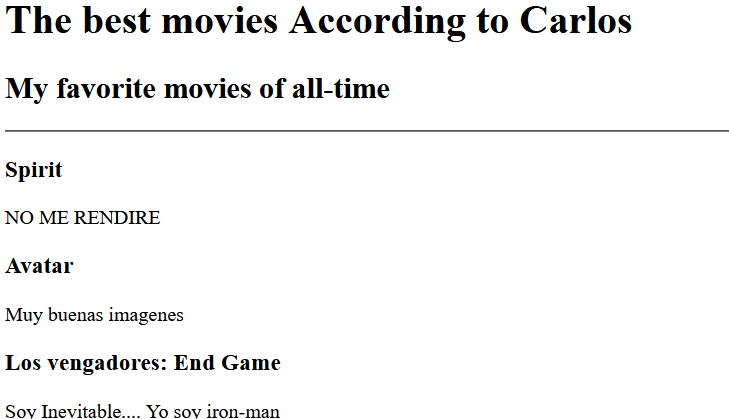 The best movies According to Carlos
My favorite movies of all-time
Spirit
NO ME RENDIRE
Avatar
Muy buenas imagenes
Los vengadores: End Game
Soy Inevitable.... Yo soy iron-man